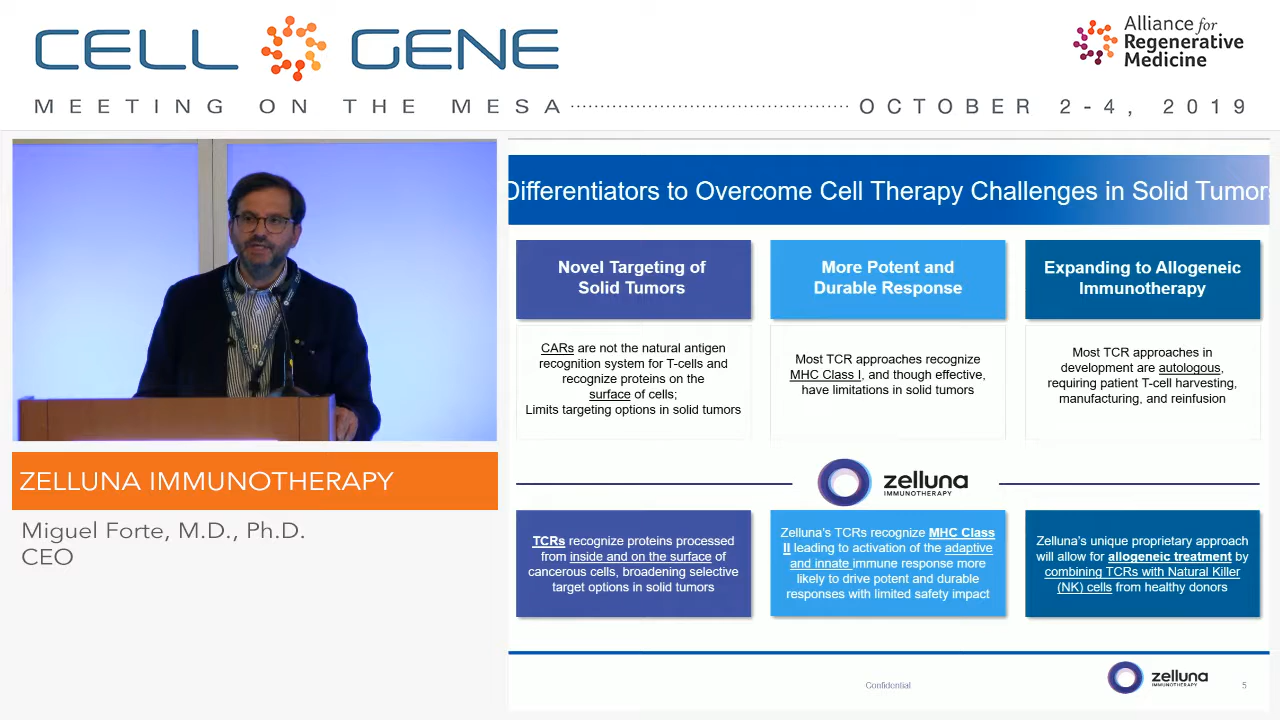 CELL GENE
Alliance for
Regenerative
Medicine
MEETING ON THE MESA
OCTOBER 2-4, 2019
Differentiators to Overcome Cell Therapy Challenges in Solid Tumors
Novel Targeting of
Solid Tumors
CARs are not the natural antigen
recognition system for T-cells and
recognize proteins on the
surface of cells;
Limits targeting options in solid tumors
More Potent and
Durable Response
Most TCR approaches recognize
MHC Class I, and though effective,
have limitations in solid tumors
Expanding to Allogeneic
Immunotherapy
Most TCR approaches in
development are autologous,
requiring patient T-cell harvesting,
manufacturing, and reinfusion
zelluna
IMMUNOTHERAPY
TCRs recognize proteins processed
from inside and on the surface of
cancerous cells, broadening selective
target options in solid tumors
Zelluna's TCRs recognize MHC Class
II leading to activation of the adaptive
and innate immune response more
likely to drive potent and durable
responses with limited safety impact
Zelluna's unique proprietary approach
will allow for allogeneic treatment by
combining TCRs with Natural Killer
(NK) cells from healthy donors
Confidential
zelluna
IMMUNOTHERAPY
5
ZELLUNA IMMUNOTHERAPY
Miguel Forte, M.D., Ph.D.
CEO